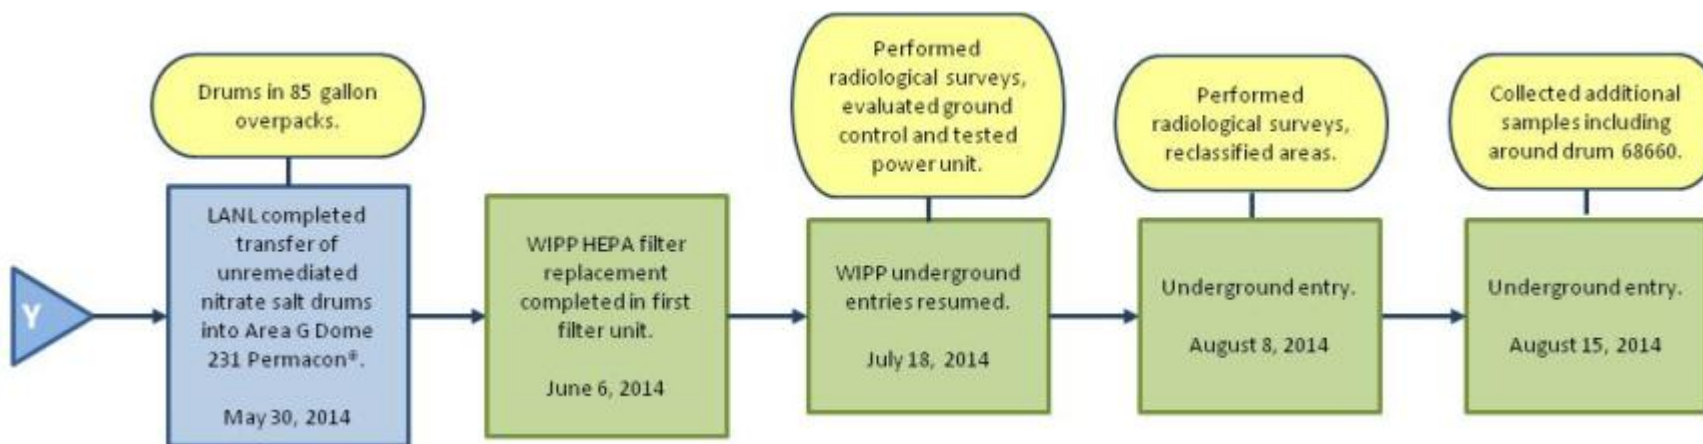 Drums in 85 gallon
overpacks.
Performed
radiological surveys,
evaluated ground
control and tested
power unit.
Performed
radiological surveys,
reclassified areas.
Collected additional
samples including
around drum 68660.
Y
LANL completed
transfer of
unremediated
nitrate salt drums
into Area G Dome
231 Permacon®.
May 30, 2014
WIPP HEPA filter
replacement
completed in first
filter unit.
June 6, 2014
WIPP underground
entries resumed.
July 18, 2014
Underground entry.
August 8, 2014
Underground entry.
August 15, 2014